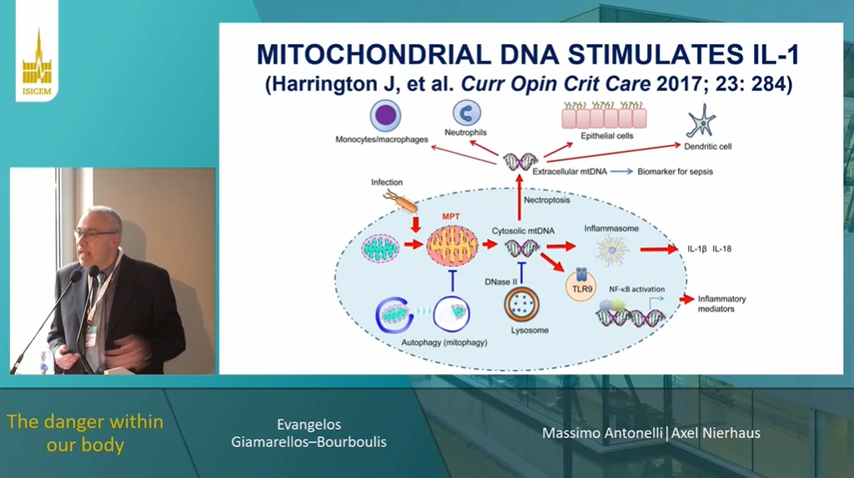 ISICEM
MITOCHONDRIAL DNA STIMULATES IL-1
(Harrington J, et al. Curr Opin Crit Care 2017; 23: 284)
Monocytes/macrophages
Neutrophils
Epithelial cells
Dendritic cell
Extracellular mtDNA
Biomarker for sepsis
Infection
Necroptosis
MPT
Cytosolic mtDNA
Inflammasome
IL-1β IL-18
DNase II
TLR9
NF-κB activation
Inflammatory
mediators
Lysosome
Autophagy (mitophagy)
The danger within
our body
Evangelos
Giamarellos–Bourboulis
Massimo Antonelli|Axel Nierhaus